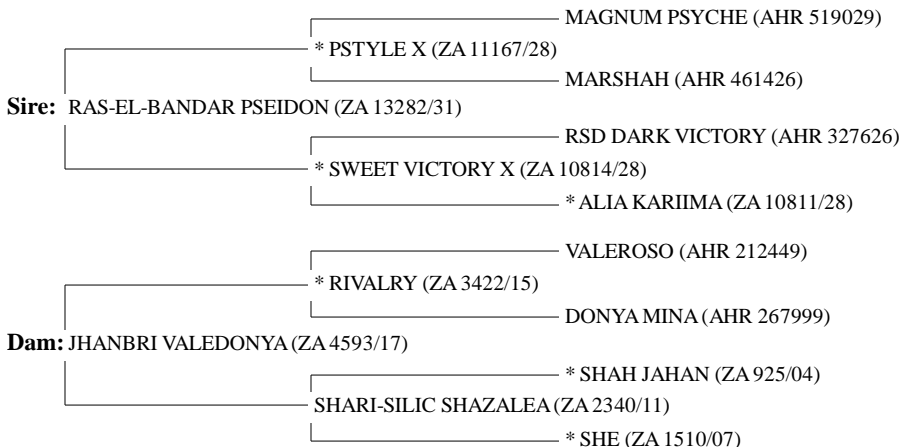 MAGNUM PSYCHE (AHR 519029)
* PSTYLE X (ZA 11167/28)
MARSHAH (AHR 461426)
Sire: RAS-EL-BANDAR PSEIDON (ZA 13282/31)
RSD DARK VICTORY (AHR 327626)
* SWEET VICTORY X (ZA 10814/28)
* ALIA KARIIMA (ZA 10811/28)
VALEROSO (AHR 212449)
* RIVALRY (ZA 3422/15)
DONYA MINA (AHR 267999)
Dam: JHANBRI VALEDONYA (ZA 4593/17)
* SHAH JAHAN (ZA 925/04)
SHARI-SILIC SHAZALEA (ZA 2340/11)
* SHE (ZA 1510/07)